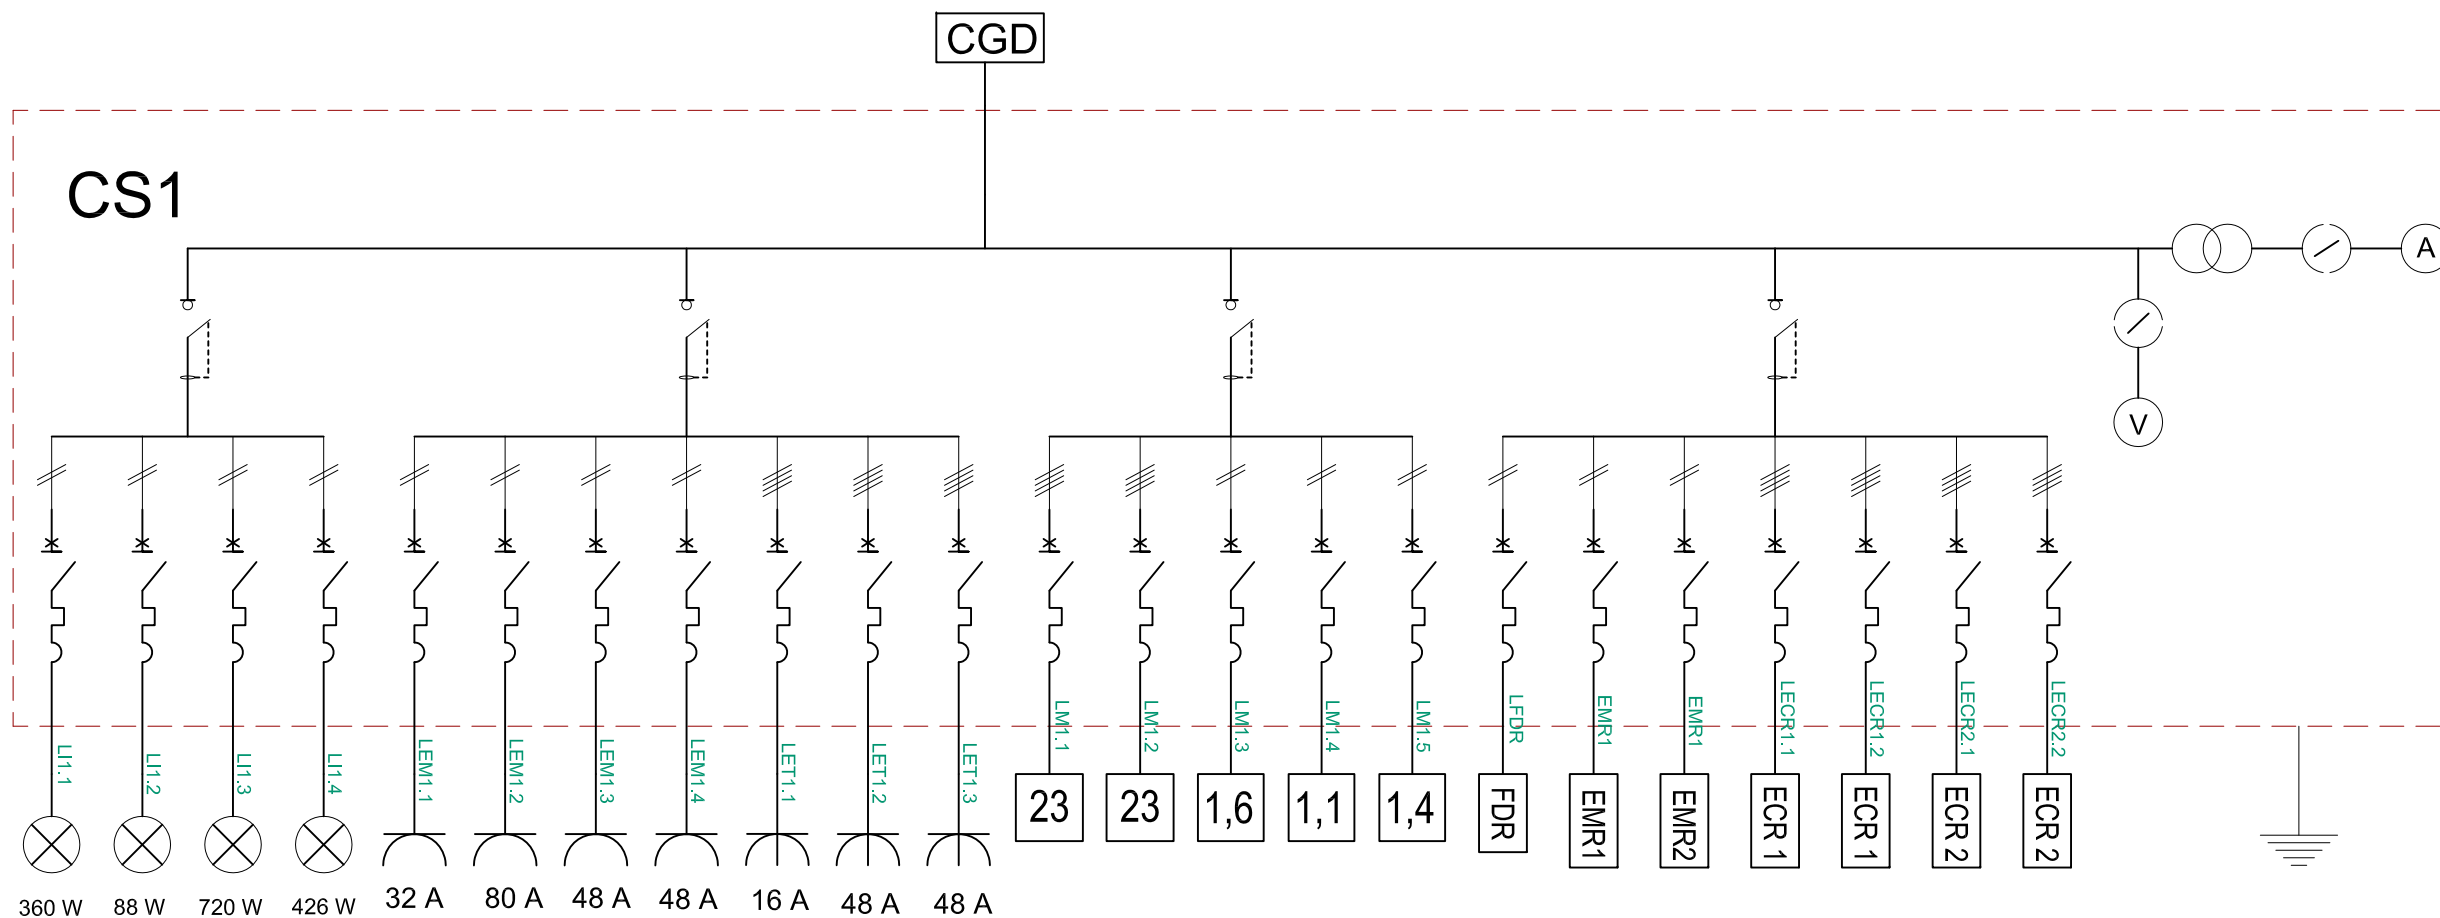 CGD
CS1
A
V
LI1.1
LI1.2
LI1.3
LI1.4
LEM1.1
LEM1.2
LEM1.3
LEM1.4
LET1.1
LET1.2
LET1.3
LM1.1
LM1.2
LM1.3
LM1.4
LM1.5
LFDR
EMR1
EMR1
LECR1.1
LECR1.2
LECR2.1
LECR2.2
23
23
1,6
1,1
1,4
FDR
EMR1
EMR2
ECR 1
ECR 1
ECR 2
ECR 2
360 W
88 W
720 W
426 W
32 A
80 A
48 A
48 A
16 A
48 A
48 A